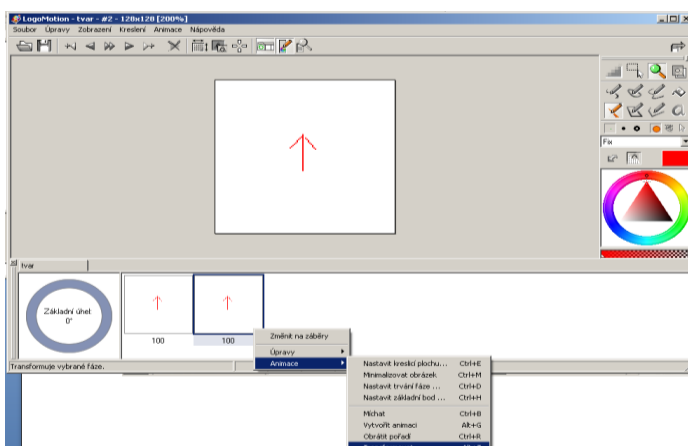 LogoMotion - tvar - #2 - 128x128 [200%]
Soubor Úpravy Zobrazení Kreslení Animace Nápověda
Fix
tvar
Základní úhel:
0°
100 100
Změnit na záběry
Úpravy
Animace
Transformuje vybrané fáze.
Nastavit kreslicí plochu... Ctrl+E
Minimalizovat obrázek Ctrl+M
Nastavit trvání fáze ... Ctrl+D
Nastavit základní bod ... Ctrl+H
Míchat Ctrl+B
Vytvořit animaci Alt+G
Obrátit pořadí Ctrl+R